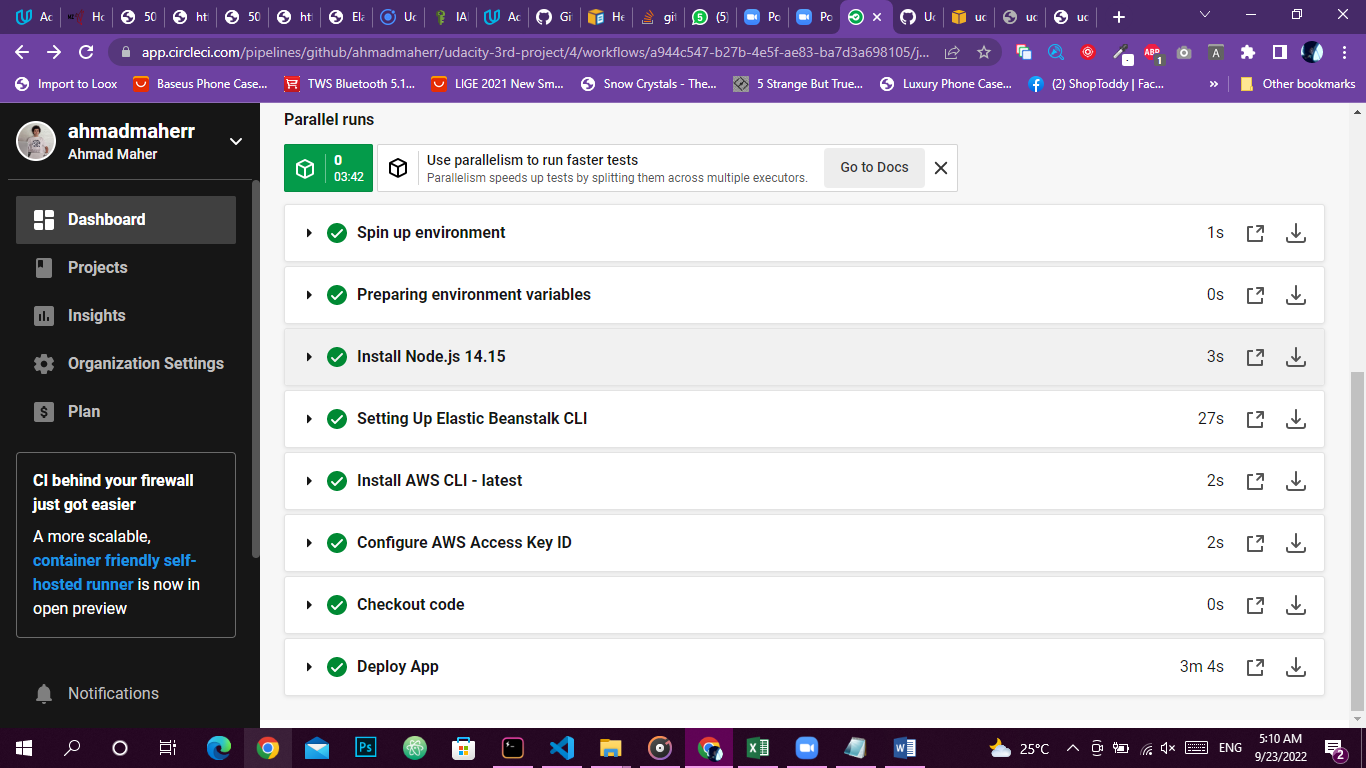 Ac
Ho
50
ht
50
ht
Ela
Uc
IA
Ac
Gi
He
git
(5)
Po
Po
Uc
uc
uc
uc
app.circleci.com/pipelines/github/ahmadmaherr/udacity-3rd-project/4/workflows/a944c547-b27b-4e5f-ae83-ba7d3a698105/j...
ABP
1
A
Import to Loox
Baseus Phone Case...
TWS Bluetooth 5.1...
LIGE 2021 New Sm...
Snow Crystals - The...
5 Strange But True...
Luxury Phone Case...
(2) ShopToddy | Fac...
»
Other bookmarks
ahmadmaherr
Ahmad Maher
Dashboard
Projects
Insights
Organization Settings
Plan
CI behind your firewall
just got easier
A more scalable,
container friendly self-
hosted runner is now in
open preview
Notifications
Parallel runs
0
03:42
Use parallelism to run faster tests
Parallelism speeds up tests by splitting them across multiple executors.
Go to Docs
Spin up environment 1s
Preparing environment variables 0s
Install Node.js 14.15 3s
Setting Up Elastic Beanstalk CLI 27s
Install AWS CLI - latest 2s
Configure AWS Access Key ID 2s
Checkout code 0s
Deploy App 3m 4s
Ps
25°C
ENG
5:10 AM
9/23/2022
2